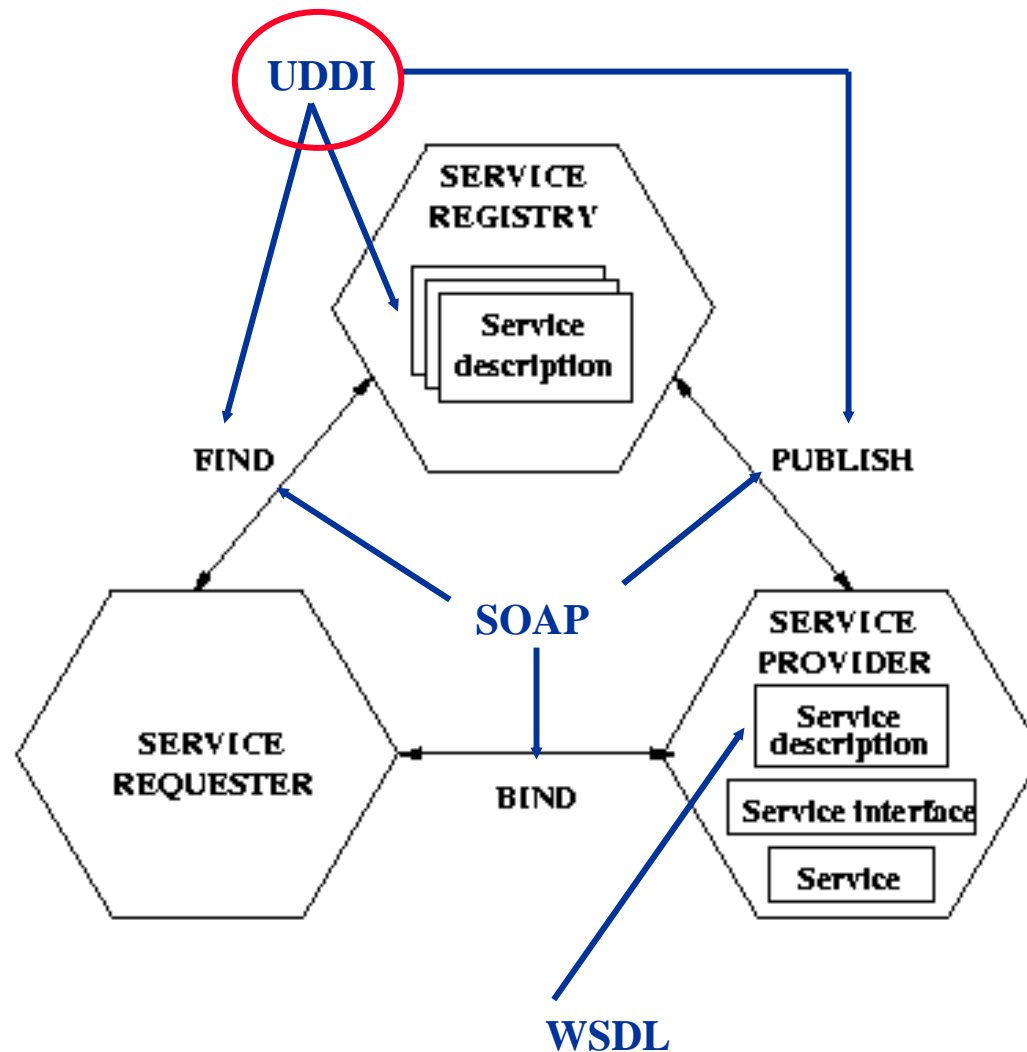 UDDI
SERVICE
REGISTRY
Service
description
FIND
PUBLISH
SOAP
SERVICE
REQUESTER
BIND
SERVICE
PROVIDER
Service
description
Service interface
Service
WSDL